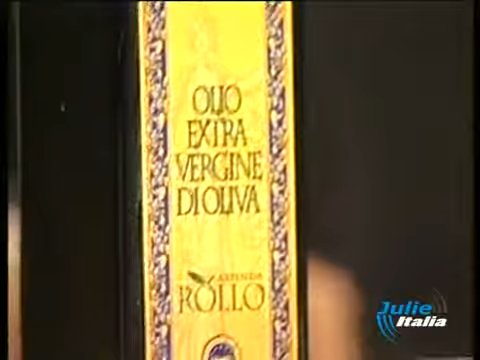 OLIO
EXTRA
VERGINE
DI OLIVA
AZIENDA
ROLLO
Julie
Italia